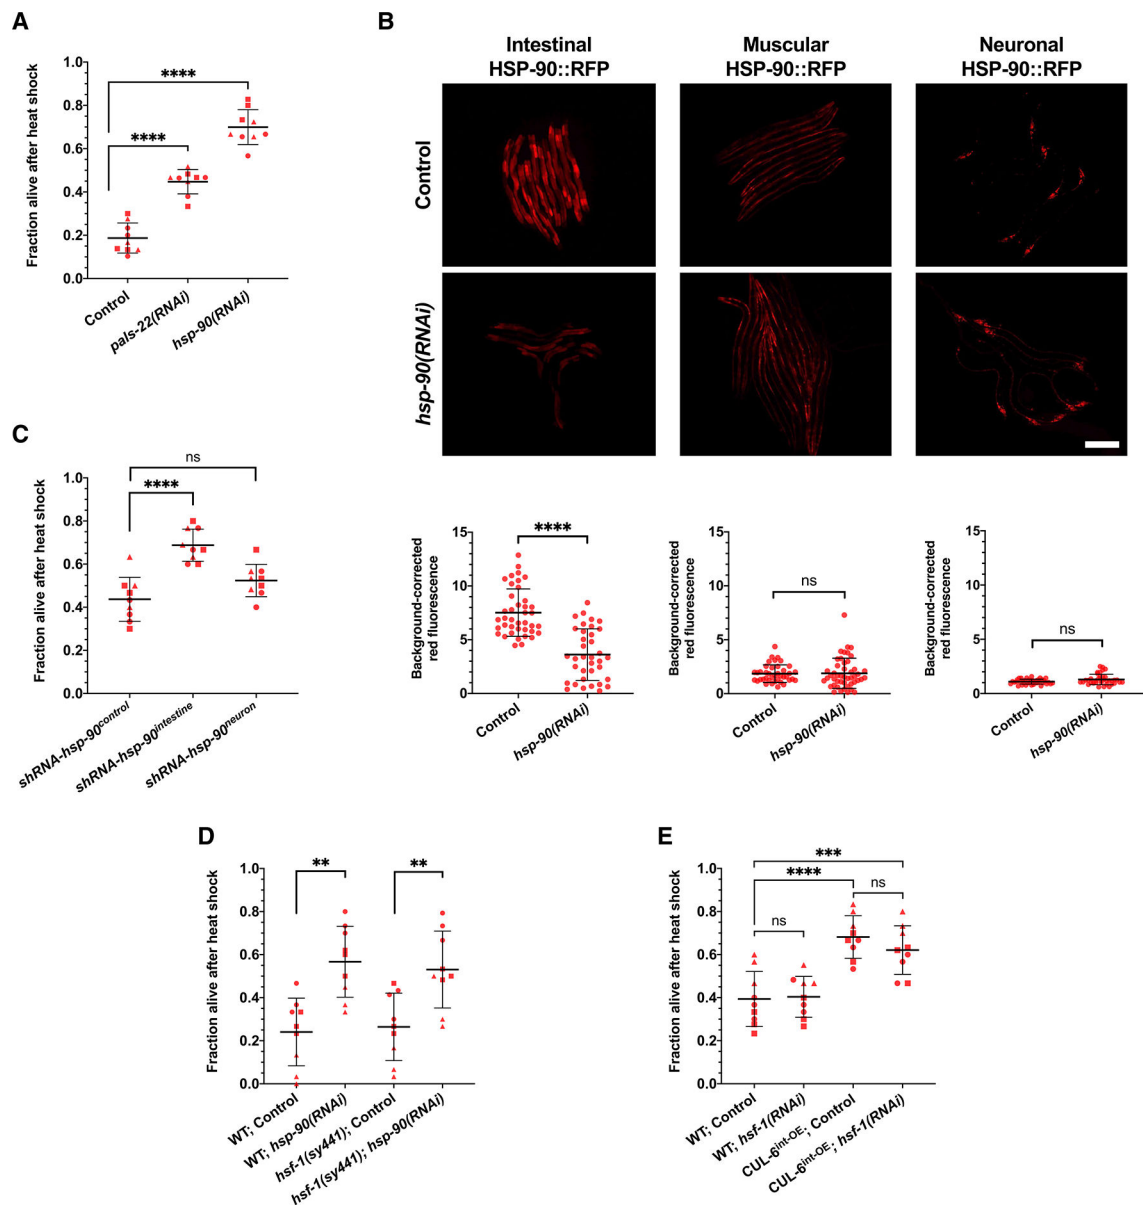 A
Fraction alive after heat shock
1.0
0.8
0.6
0.4
0.2
0.0
****
****
Control
pals-22(RNAi)
hsp-90(RNAi)
B
Intestinal
HSP-90::RFP
Muscular
HSP-90::RFP
Neuronal
HSP-90::RFP
Control
hsp-90(RNAi)
Background-corrected
red fluorescence
15
10
5
0
****
Control
hsp-90(RNAi)
Background-corrected
red fluorescence
15
10
5
0
ns
Control
hsp-90(RNAi)
Background-corrected
red fluorescence
15
10
5
0
ns
Control
hsp-90(RNAi)
C
Fraction alive after heat shock
1.0
0.8
0.6
0.4
0.2
0.0
ns
****
shRNA-hsp-90control
shRNA-hsp-90intestine
shRNA-hsp-90neuron
D
Fraction alive after heat shock
1.0
0.8
0.6
0.4
0.2
0.0
**
**
WT; Control
WT; hsp-90(RNAi)
hsf-1(sy441); Control
hsf-1(sy441); hsp-90(RNAi)
E
Fraction alive after heat shock
1.0
0.8
0.6
0.4
0.2
0.0
***
****
ns
ns
WT; Control
WT; hsf-1(RNAi)
CUL-6int-OE; Control
CUL-6int-OE; hsf-1(RNAi)